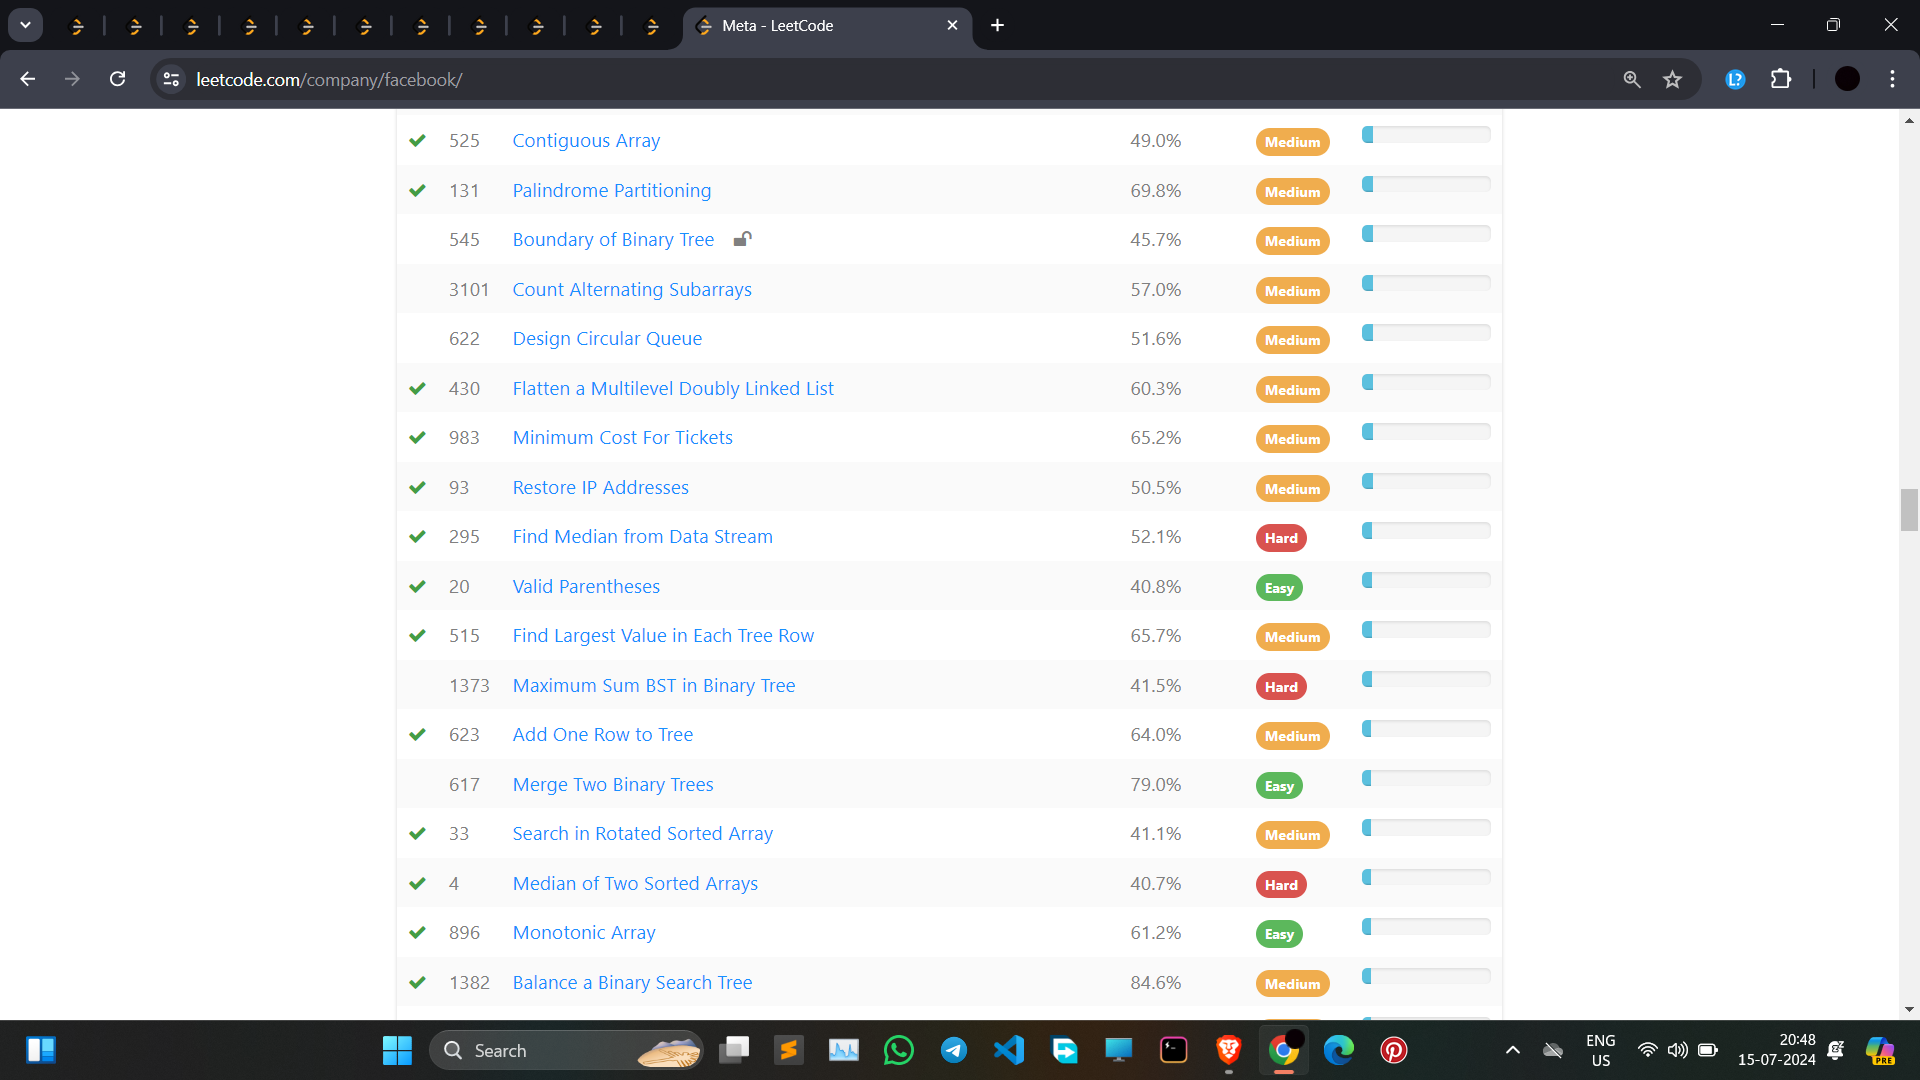 Meta - LeetCode
leetcode.com/company/facebook/
525 Contiguous Array 49.0% Medium
131 Palindrome Partitioning 69.8% Medium
545 Boundary of Binary Tree 45.7% Medium
3101 Count Alternating Subarrays 57.0% Medium
622 Design Circular Queue 51.6% Medium
430 Flatten a Multilevel Doubly Linked List 60.3% Medium
983 Minimum Cost For Tickets 65.2% Medium
93 Restore IP Addresses 50.5% Medium
295 Find Median from Data Stream 52.1% Hard
20 Valid Parentheses 40.8% Easy
515 Find Largest Value in Each Tree Row 65.7% Medium
1373 Maximum Sum BST in Binary Tree 41.5% Hard
623 Add One Row to Tree 64.0% Medium
617 Merge Two Binary Trees 79.0% Easy
33 Search in Rotated Sorted Array 41.1% Medium
4 Median of Two Sorted Arrays 40.7% Hard
896 Monotonic Array 61.2% Easy
1382 Balance a Binary Search Tree 84.6% Medium
Search
ENG
US
20:48
15-07-2024
PRE